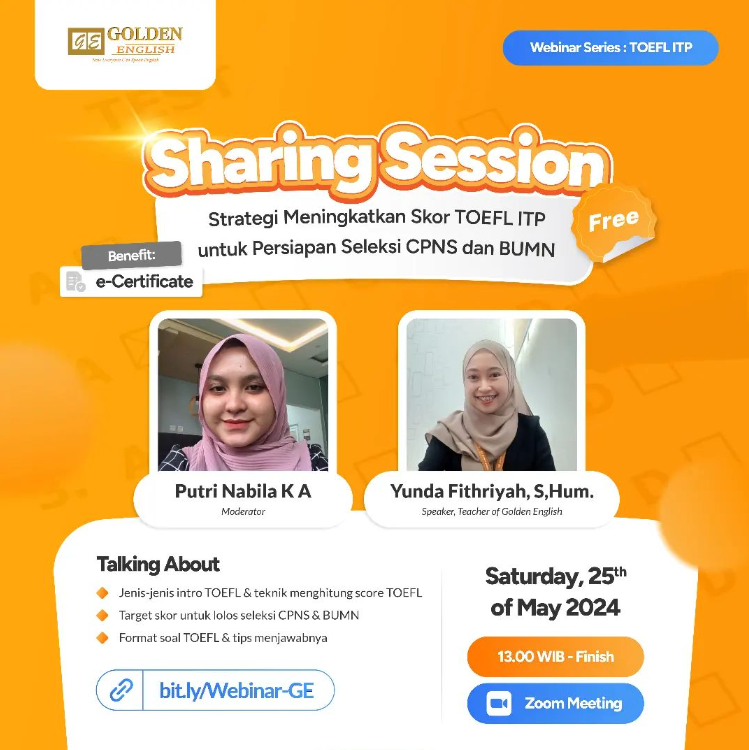 GE GOLDEN
ENGLISH
Webinar Series : TOEFL ITP
Sharing Session
Strategi Meningkatkan Skor TOEFL ITP
untuk Persiapan Seleksi CPNS dan BUMN
Free
Benefit:
e-Certificate
Putri Nabila K A
Moderator
Yunda Fithriyah, S,Hum.
Speaker, Teacher of Golden English
Talking About
Jenis-jenis intro TOEFL & teknik menghitung score TOEFL
Target skor untuk lolos seleksi CPNS & BUMN
Format soal TOEFL & tips menjawabnya
bit.ly/Webinar-GE
Saturday, 25th
of May 2024
13.00 WIB - Finish
Zoom Meeting